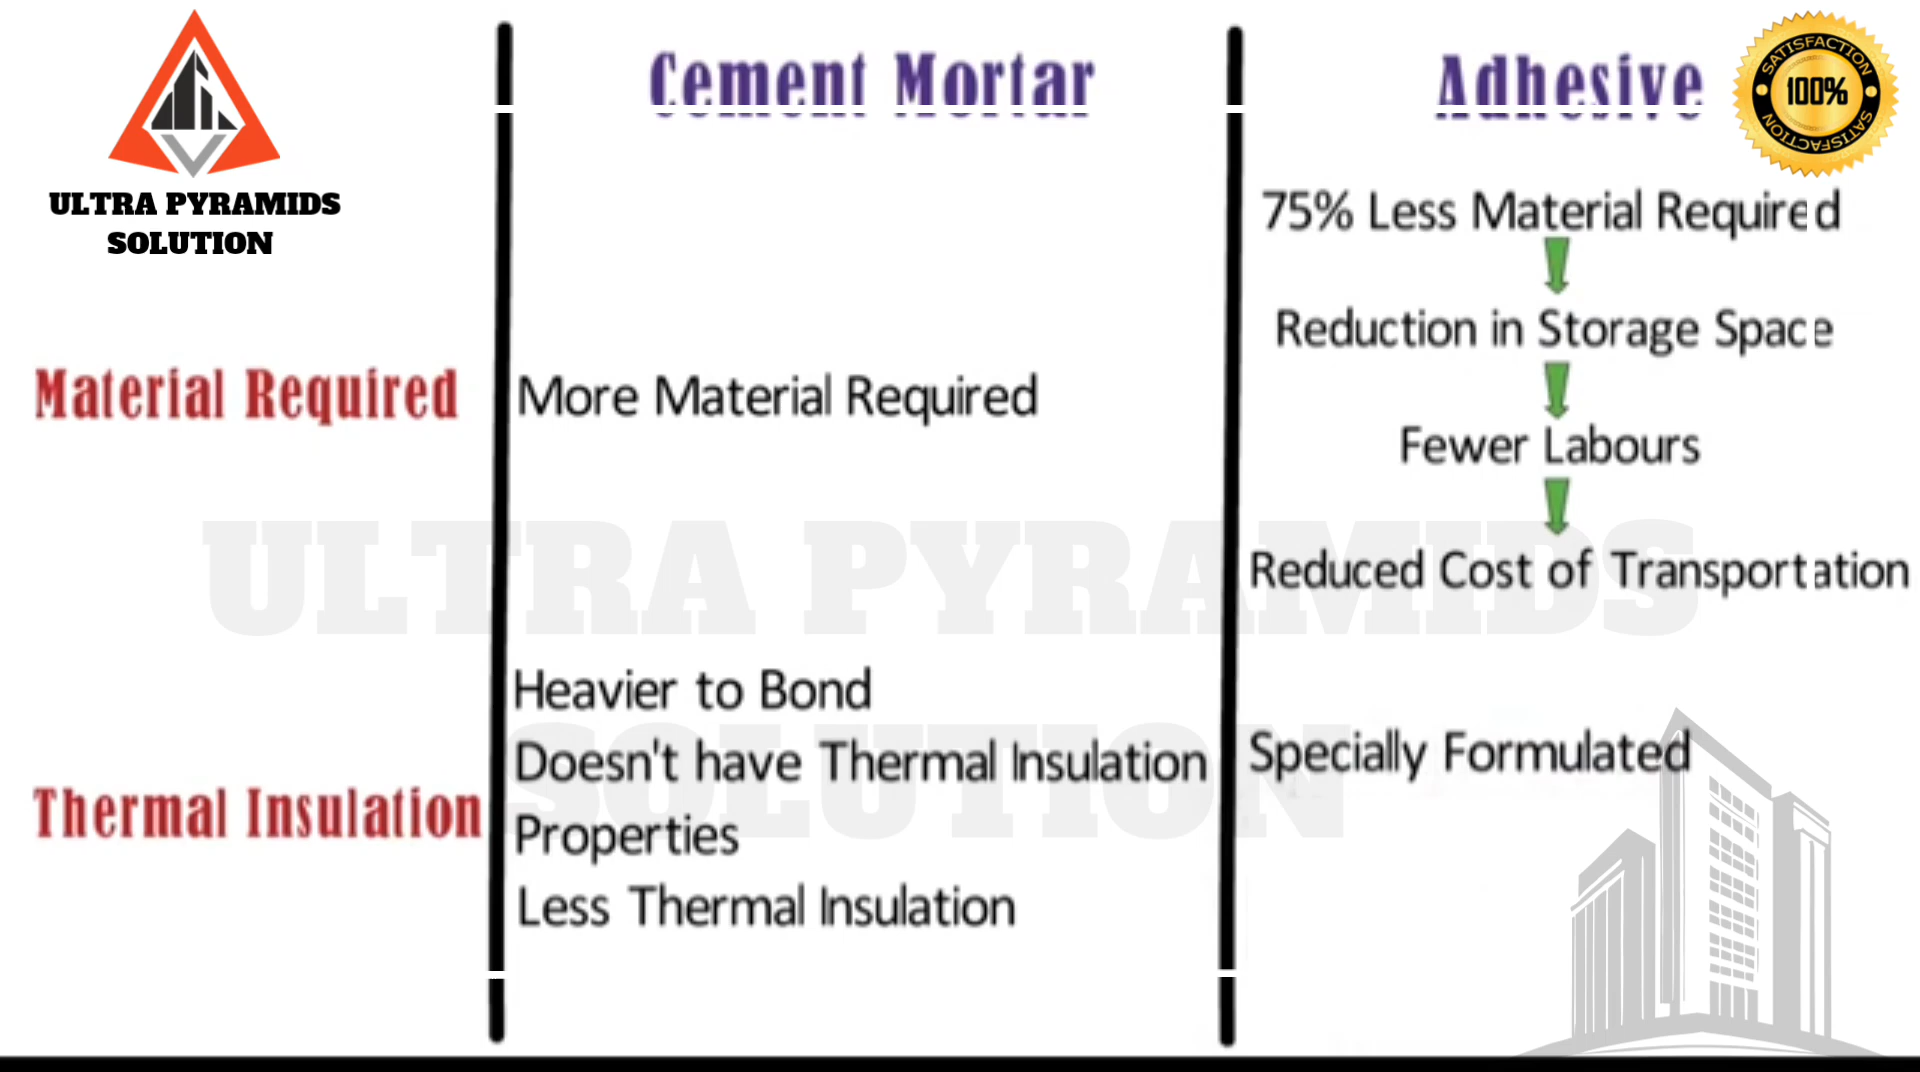 ULTRA PYRAMIDS
SOLUTION
Cement Mortar
Adhesive
SATISFACTION
100%
SATISFACTION
Material Required
More Material Required
75% Less Material Required
Reduction in Storage Space
Fewer Labours
Reduced Cost of Transportation
ULTRA PYRAMIDS
SOLUTION
Thermal Insulation
Heavier to Bond
Doesn't have Thermal Insulation
Properties
Less Thermal Insulation
Specially Formulated